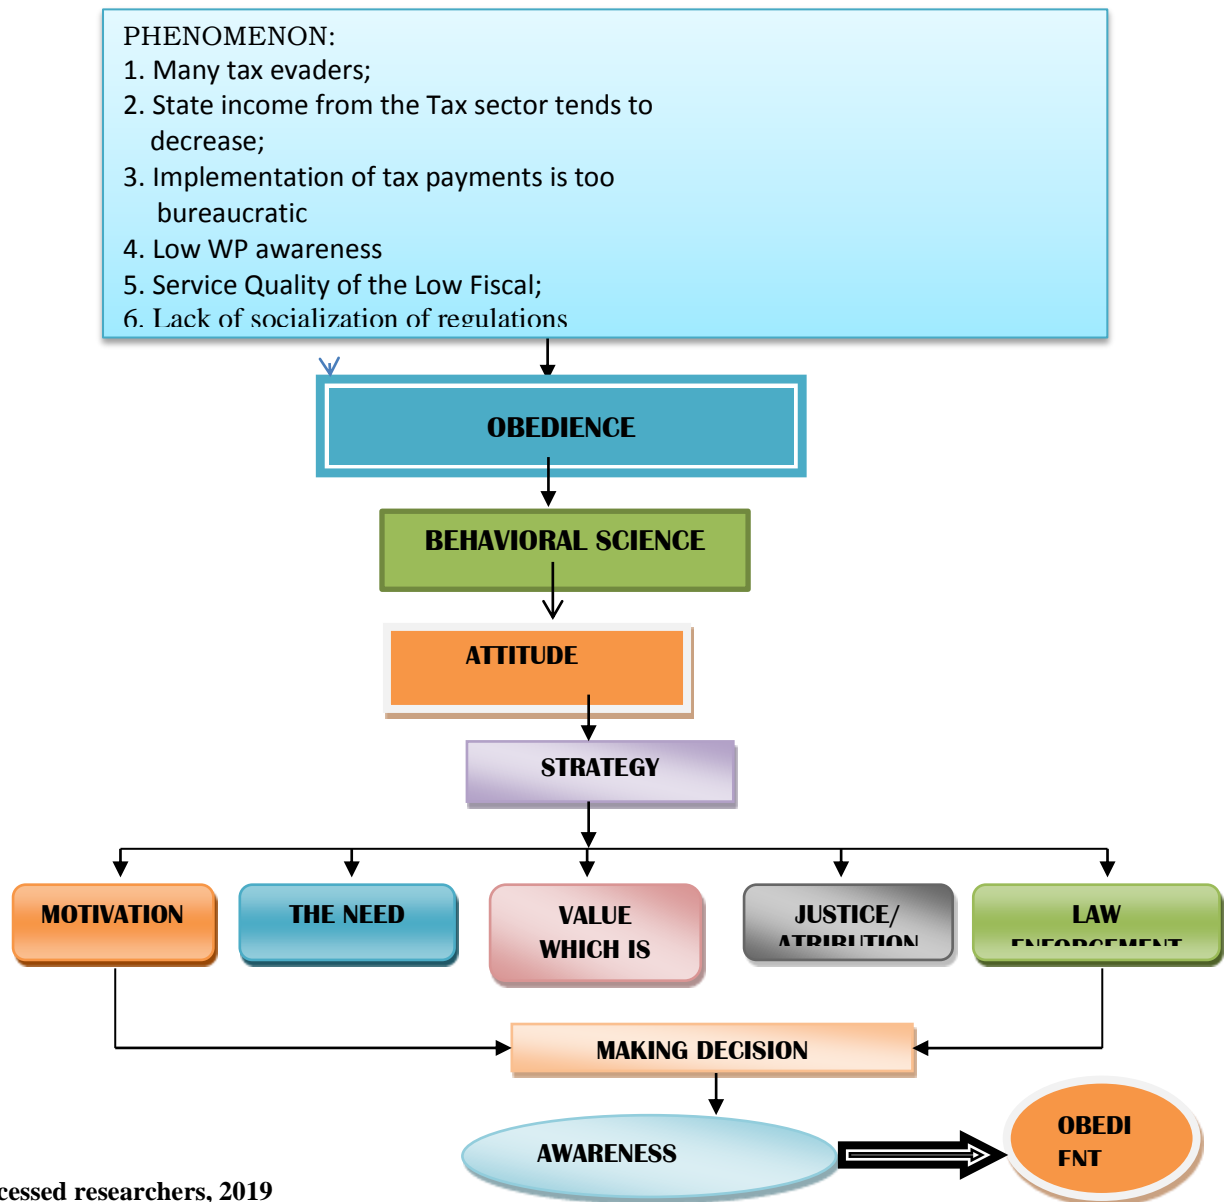 PHENOMENON:
1. Many tax evaders;
2. State income from the Tax sector tends to
decrease;
3. Implementation of tax payments is too
bureaucratic
4. Low WP awareness
5. Service Quality of the Low Fiscal;
6. Lack of socialization of regulations
OBEDIENCE
BEHAVIORAL SCIENCE
ATTITUDE
STRATEGY
MOTIVATION
THE NEED
VALUE
WHICH IS
JUSTICE/
ATRIBUTION
LAW
ENFORCEMENT
MAKING DECISION
AWARENESS
OBEDI
ENT
cessed researchers, 2019